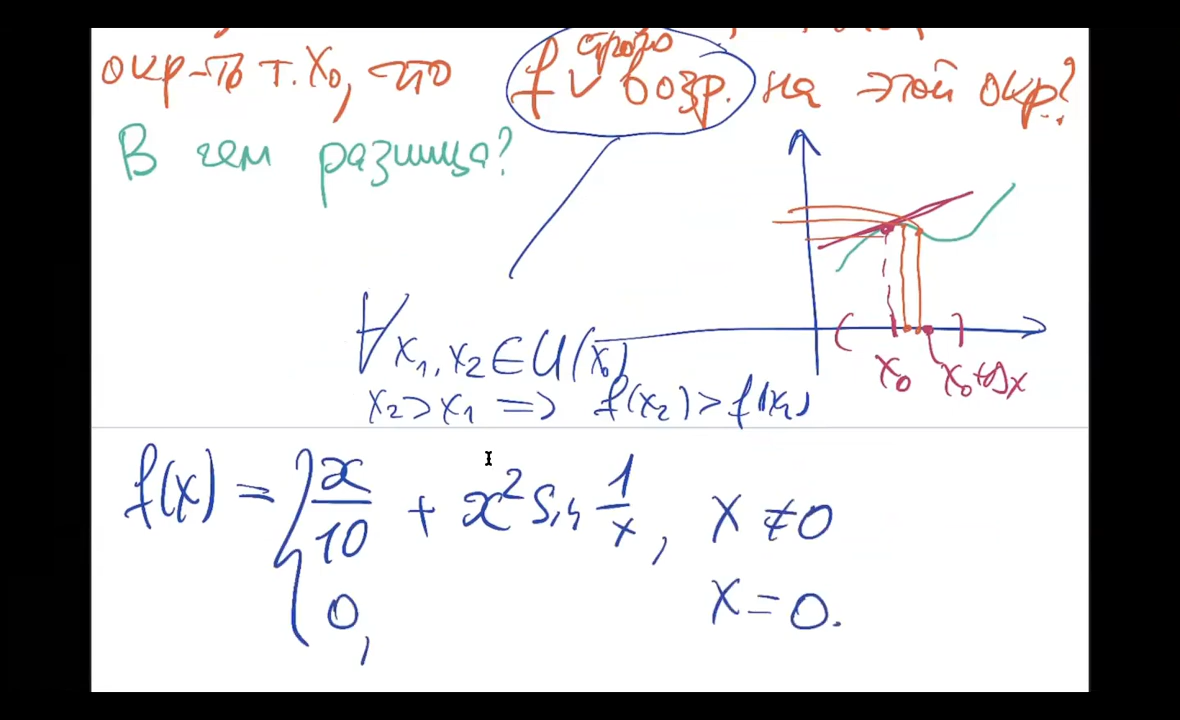 окр-ть т. x₀, что f строго возр. на этой окр?
В чем разница?
x₀ x₀+Δx
∀x₁, x₂ ∈ U(x₀)
x₂ > x₁ => f(x₂) > f(x₁)
f(x) = { x/10 + x² sin 1/x, x ≠ 0
0, x = 0.